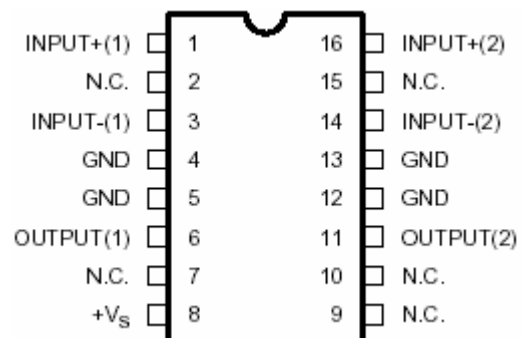 INPUT+(1) 1 16 INPUT+(2)
N.C. 2 15 N.C.
INPUT-(1) 3 14 INPUT-(2)
GND 4 13 GND
GND 5 12 GND
OUTPUT(1) 6 11 OUTPUT(2)
N.C. 7 10 N.C.
+VS 8 9 N.C.